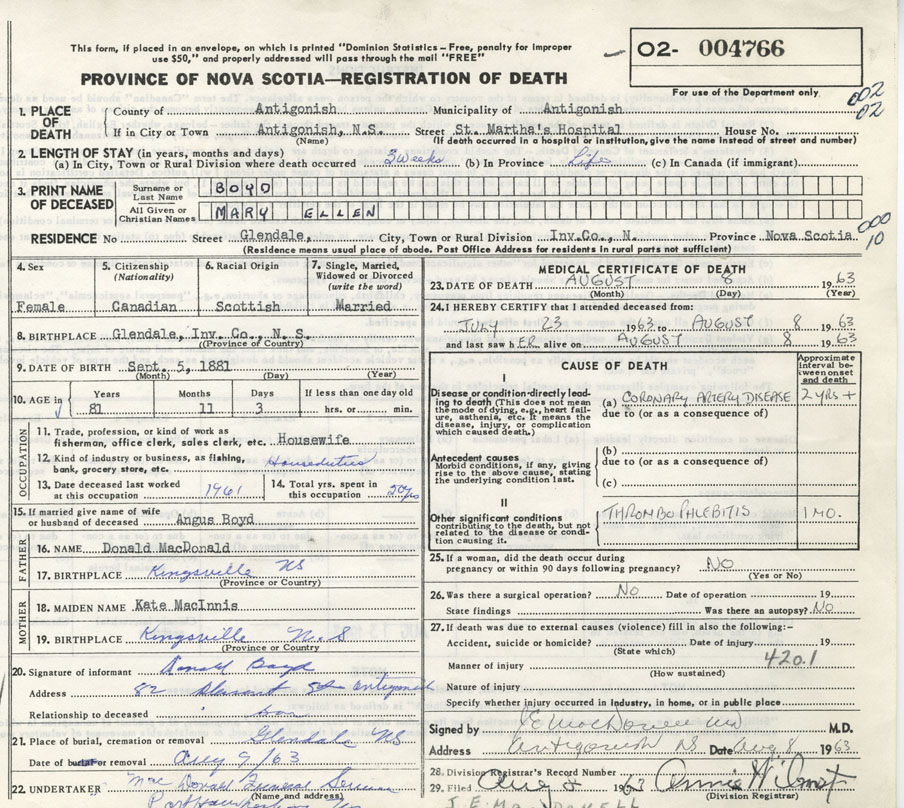 This form, if placed in an envelope, on which is printed "Dominion Statistics - Free, penalty for improper
use $50," and properly addressed will pass through the mail "FREE"
O2- 004766
PROVINCE OF NOVA SCOTIA—REGISTRATION OF DEATH
For use of the Department only.
002
02
1. PLACE OF DEATH
County of Antigonish Municipality of Antigonish
If in City or Town Antigonish, N.S. Street St. Martha's Hospital House No.
(Name) (If death occurred in a hospital or institution, give the name instead of street and number)
2. LENGTH OF STAY (in years, months and days)
(a) In City, Town or Rural Division where death occurred 3 weeks (b) In Province Life (c) In Canada (if immigrant)
3. PRINT NAME OF DECEASED
Surname or Last Name BOYD
All Given or Christian Names MARY ELLEN
000
10
RESIDENCE No Street Glendale, City, Town or Rural Division Inv.Co., N. Province Nova Scotia
(Residence means usual place of abode. Post Office Address for residents in rural parts not sufficient)
4. Sex Female
5. Citizenship (Nationality) Canadian
6. Racial Origin Scottish
7. Single, Married, Widowed or Divorced (write the word) Married
8. BIRTHPLACE Glendale, Inv. Co., N. S.
(Province or Country)
9. DATE OF BIRTH Sept. 5, 1881
(Month) (Day) (Year)
10. AGE in Years 81 Months 11 Days 3 If less than one day old hrs. or min.
OCCUPATION
11. Trade, profession, or kind of work as
fisherman, office clerk, sales clerk, etc. Housewife
12. Kind of industry or business, as fishing,
bank, grocery store, etc. Houseduties
13. Date deceased last worked
at this occupation 1961
14. Total yrs. spent in
this occupation 50 yrs
15. If married give name of wife
or husband of deceased Angus Boyd
FATHER
16. NAME Donald MacDonald
17. BIRTHPLACE Kingsville NS
(Province or Country)
MOTHER
18. MAIDEN NAME Kate MacInnis
19. BIRTHPLACE Kingsville N. S
(Province or Country)
20. Signature of informant Donald Boyd
Address 82 Pleasant St Antigonish
Relationship to deceased son
21. Place of burial, cremation or removal Glendale NS
Date of burial or removal Aug 9/63
22. UNDERTAKER MacDonald Funeral Service
(Name and address)
Port Hawkesbury
MEDICAL CERTIFICATE OF DEATH
23. DATE OF DEATH AUGUST 8 1963
(Month) (Day) (Year)
24. I HEREBY CERTIFY that I attended deceased from:
JULY 23 1963 to AUGUST 8 1963
and last saw hER alive on AUGUST 8 1963
CAUSE OF DEATH
Approximate interval between onset and death
I
Disease or condition directly leading to death (This does not mean
the mode of dying, e.g., heart failure, asthenia, etc. It means the
disease, injury, or complication
which caused death.)
(a) CORONARY ARTERY DISEASE 2 YRS +
due to (or as a consequence of)
Antecedent causes
Morbid conditions, if any, giving
rise to the above cause, stating
the underlying condition last.
(b)
due to (or as a consequence of)
(c)
II
Other significant conditions
contributing to the death, but not
related to the disease or condition causing it.
THROMBOPHLEBITIS 1 MO.
25. If a woman, did the death occur during
pregnancy or within 90 days following pregnancy? NO
(Yes or No)
26. Was there a surgical operation? NO Date of operation 19
State findings Was there an autopsy? NO
27. If death was due to external causes (violence) fill in also the following:—
Accident, suicide or homicide? Date of injury 19
(State which)
420.1
Manner of injury
(How sustained)
Nature of injury
Specify whether injury occurred in industry, in home, or in public place
Signed by M.D.
Address Antigonish NS Date Aug 8 1963
28. Division Registrar's Record Number
29. Filed Aug 8 1963
(Division Registrar)